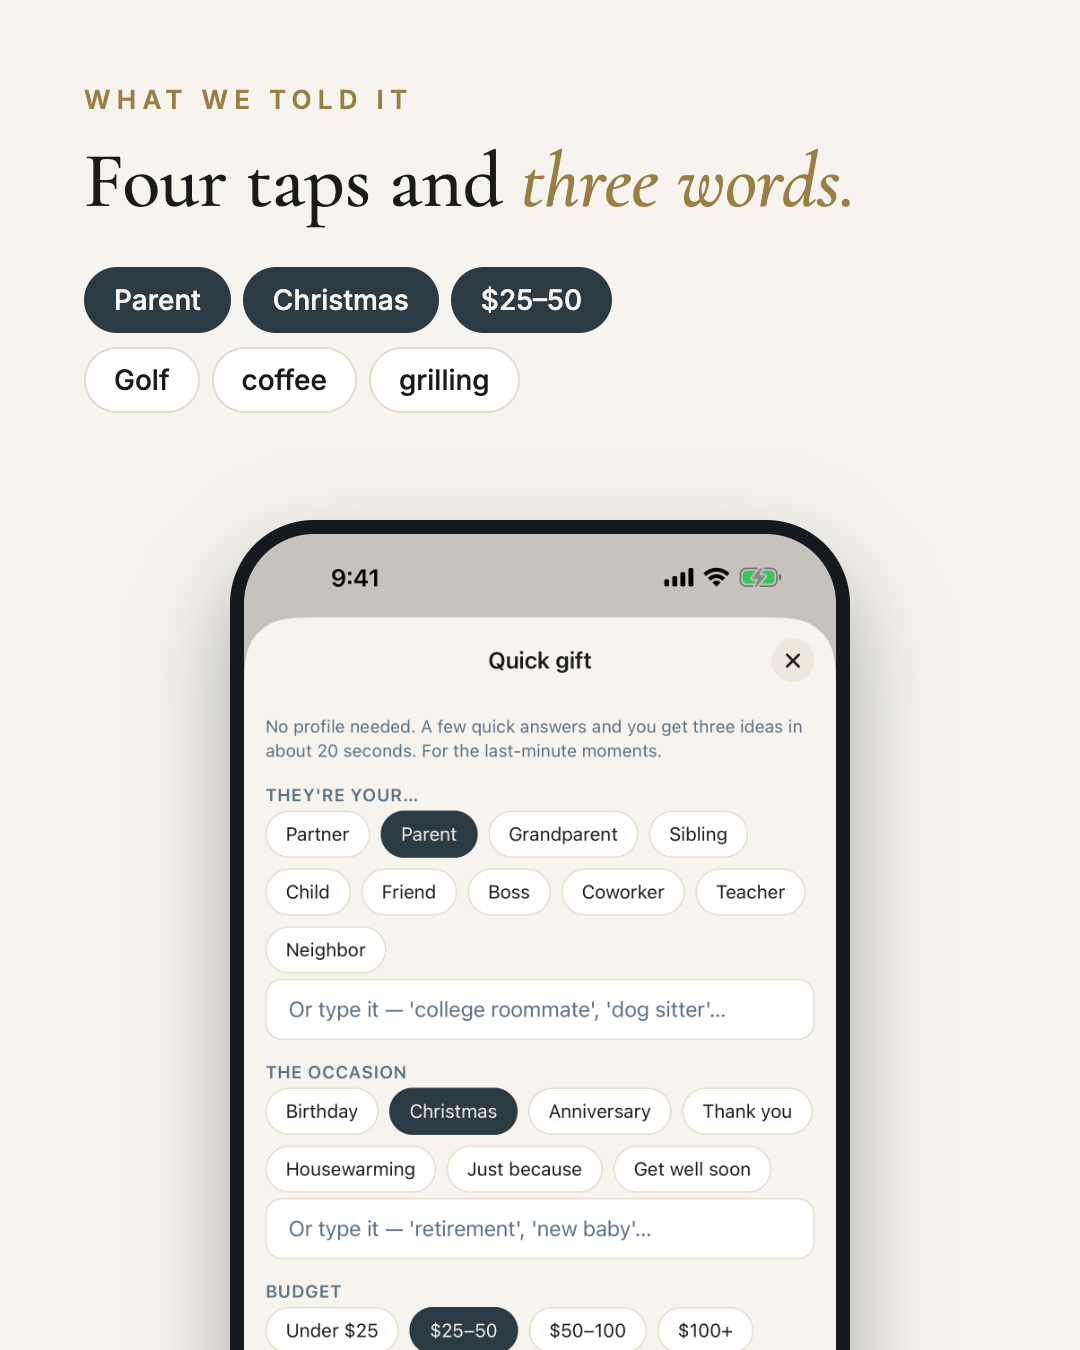 WHAT WE TOLD IT
Four taps and three words.
Parent Christmas $25–50
Golf coffee grilling
9:41
Quick gift
No profile needed. A few quick answers and you get three ideas in
about 20 seconds. For the last-minute moments.
THEY'RE YOUR...
Partner Parent Grandparent Sibling
Child Friend Boss Coworker Teacher
Neighbor
Or type it — 'college roommate', 'dog sitter'...
THE OCCASION
Birthday Christmas Anniversary Thank you
Housewarming Just because Get well soon
Or type it — 'retirement', 'new baby'...
BUDGET
Under $25 $25–50 $50–100 $100+